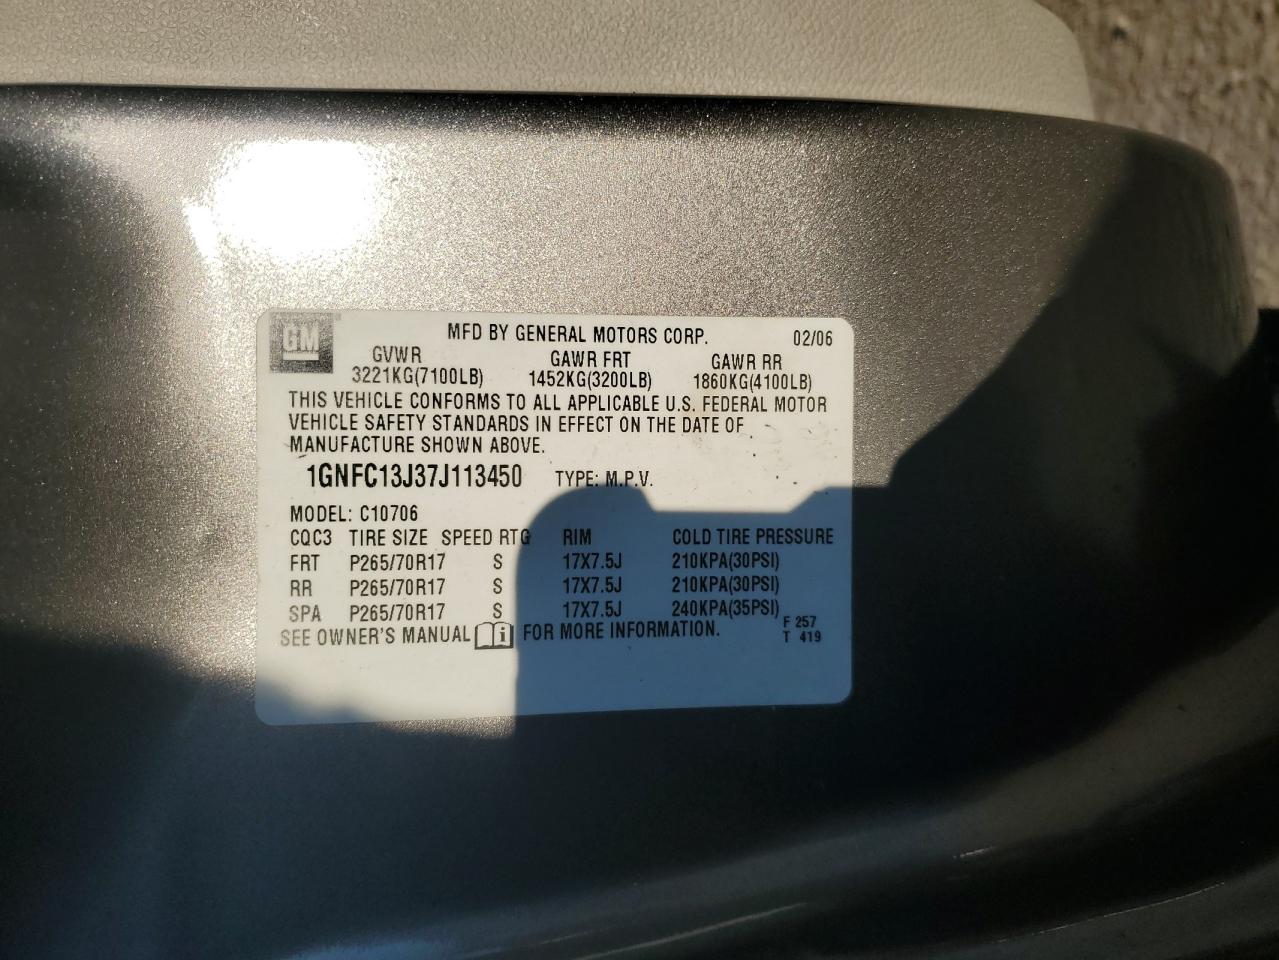 GM
MFD BY GENERAL MOTORS CORP. 02/06
GVWR GAWR FRT GAWR RR
3221KG(7100LB) 1452KG(3200LB) 1860KG(4100LB)
THIS VEHICLE CONFORMS TO ALL APPLICABLE U.S. FEDERAL MOTOR
VEHICLE SAFETY STANDARDS IN EFFECT ON THE DATE OF
MANUFACTURE SHOWN ABOVE.
1GNFC13J37J113450 TYPE: M.P.V.
MODEL: C10706
CQC3 TIRE SIZE SPEED RTG RIM COLD TIRE PRESSURE
FRT P265/70R17 S 17X7.5J 210KPA(30PSI)
RR P265/70R17 S 17X7.5J 210KPA(30PSI)
SPA P265/70R17 S 17X7.5J 240KPA(35PSI)
SEE OWNER'S MANUAL i FOR MORE INFORMATION. F 257
T 419